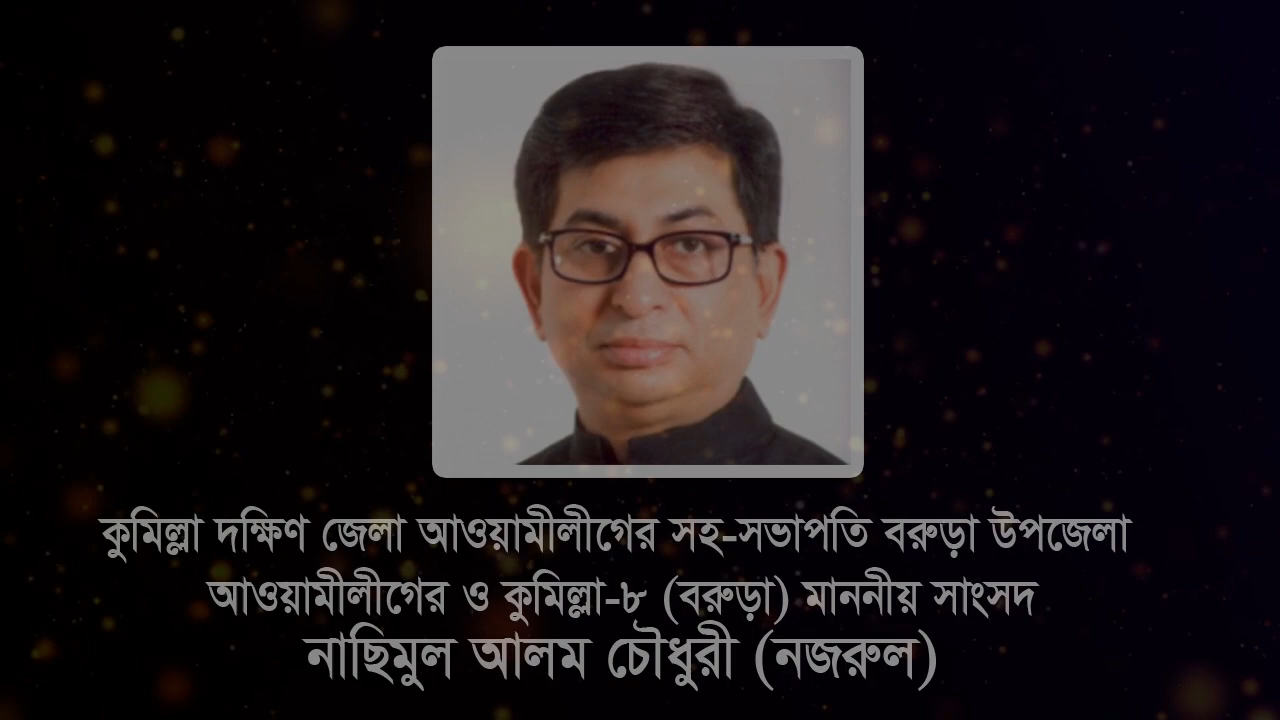 কুমিল্লা দক্ষিণ জেলা আওয়ামীলীগের সহ-সভাপতি বরুড়া উপজেলা
আওয়ামীলীগের ও কুমিল্লা-৮ (বরুড়া) মাননীয় সাংসদ
নাছিমুল আলম চৌধুরী (নজরুল)